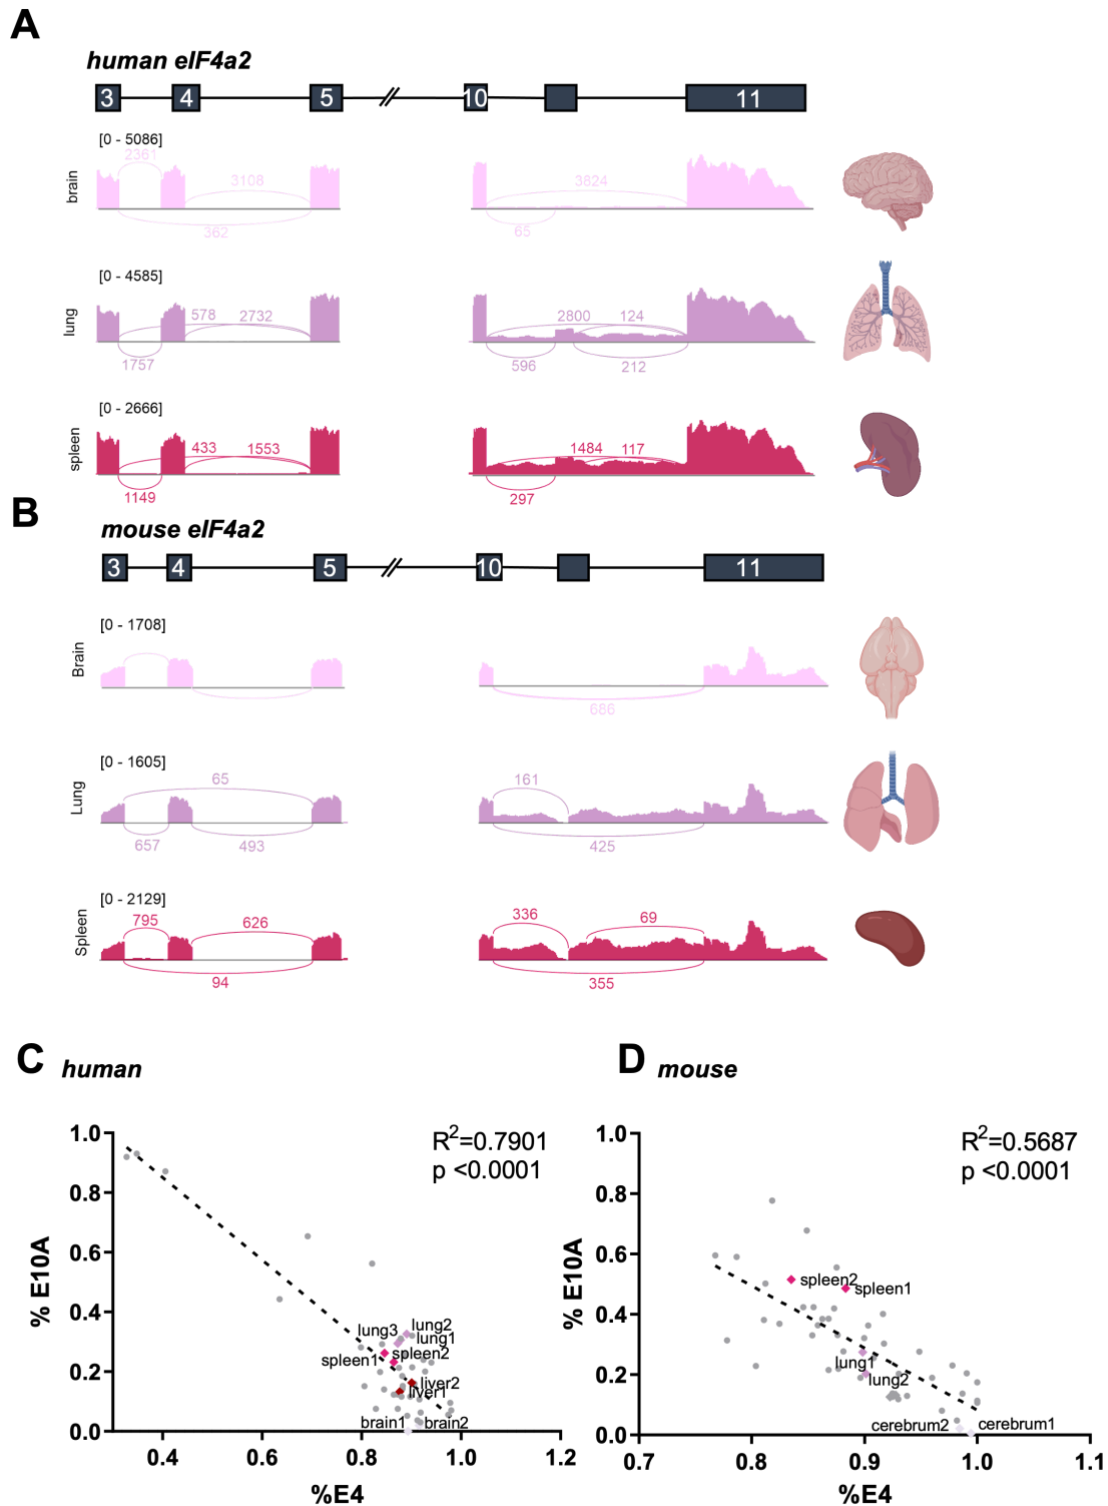 A
human eIF4a2
3 4 5 10 11
[0 - 5086]
brain
2361 3108 3824
362 65
[0 - 4585]
lung
578 2732 2800 124
1757 596 212
[0 - 2666]
spleen
433 1553 1484 117
1149 297
B
mouse eIF4a2
3 4 5 10 11
[0 - 1708]
Brain
686
[0 - 1605]
Lung
65 161
657 493 425
[0 - 2129]
Spleen
795 626 336 69
94 355
C human
R²=0.7901
p <0.0001
% E10A
1.0
0.8
0.6
0.4
0.2
0.0
lung3 lung2
lung1
spleen1 spleen2
liver2
liver1
brain1 brain2
0.4 0.6 0.8 1.0 1.2
%E4
D mouse
R²=0.5687
p <0.0001
% E10A
1.0
0.8
0.6
0.4
0.2
0.0
spleen2 spleen1
lung1
lung2
cerebrum2 cerebrum1
0.7 0.8 0.9 1.0 1.1
%E4